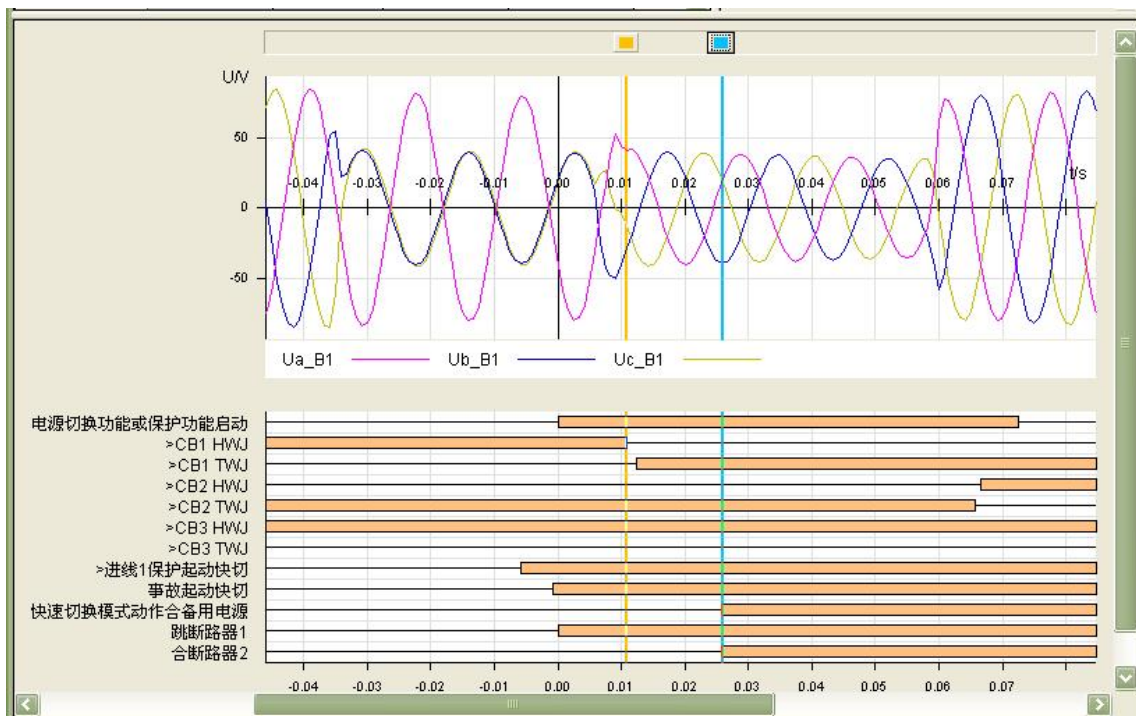 U/V
50
-0.04 -0.03 -0.02 -0.01 0.00 0.01 0.02 0.03 0.04 0.05 0.06 0.07 t/s
0
-50
Ua_B1 Ub_B1 Uc_B1
电源切换功能或保护功能启动
>CB1 HWJ
>CB1 TWJ
>CB2 HWJ
>CB2 TWJ
>CB3 HWJ
>CB3 TWJ
>进线1保护起动快切
事故起动快切
快速切换模式动作合备用电源
跳断路器1
合断路器2
-0.04 -0.03 -0.02 -0.01 0.00 0.01 0.02 0.03 0.04 0.05 0.06 0.07